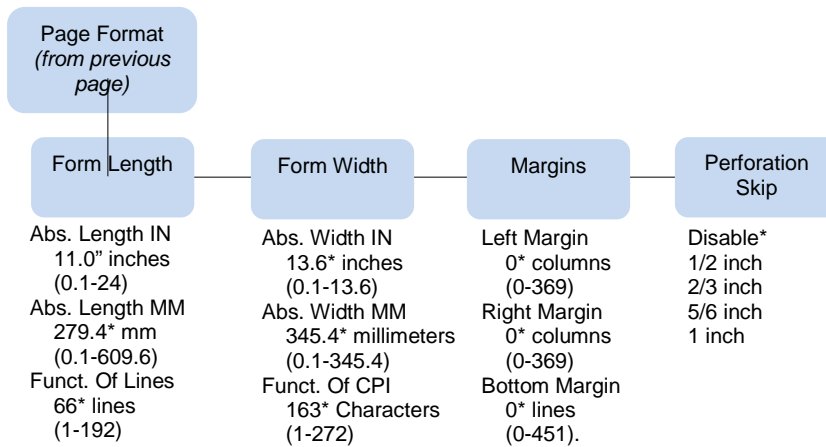 Page Format
(from previous
page)
Form Length
Form Width
Margins
Perforation
Skip
Abs. Length IN
11.0” inches
(0.1-24)
Abs. Length MM
279.4* mm
(0.1-609.6)
Funct. Of Lines
66* lines
(1-192)
Abs. Width IN
13.6* inches
(0.1-13.6)
Abs. Width MM
345.4* millimeters
(0.1-345.4)
Funct. Of CPI
163* Characters
(1-272)
Left Margin
0* columns
(0-369)
Right Margin
0* columns
(0-369)
Bottom Margin
0* lines
(0-451).
Disable*
1/2 inch
2/3 inch
5/6 inch
1 inch